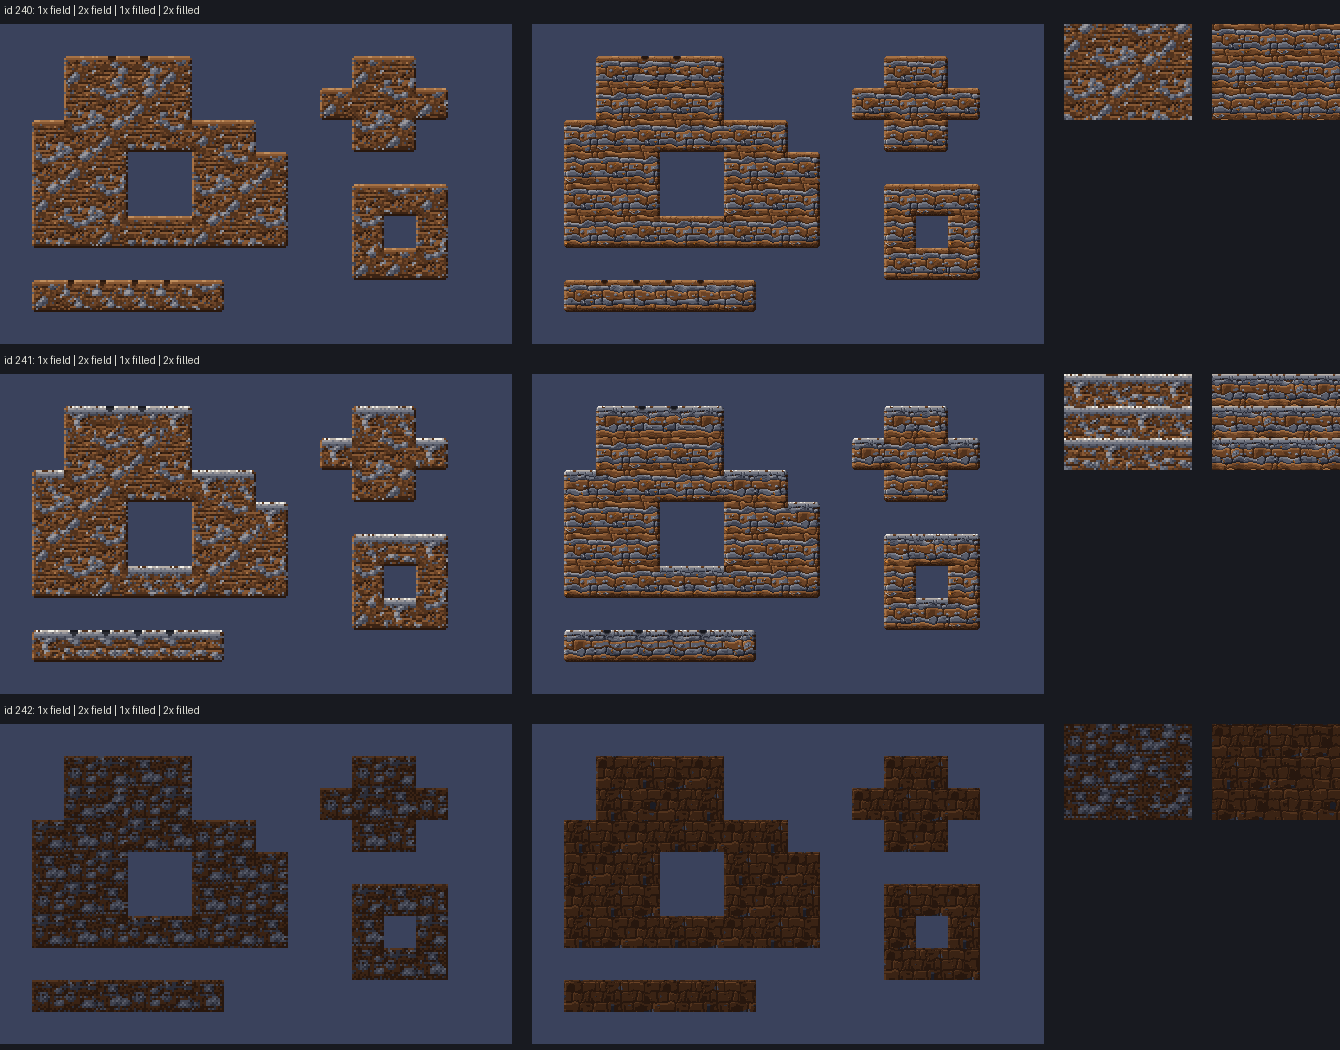 id 240: 1x field | 2x field | 1x filled | 2x filled
id 241: 1x field | 2x field | 1x filled | 2x filled
id 242: 1x field | 2x field | 1x filled | 2x filled